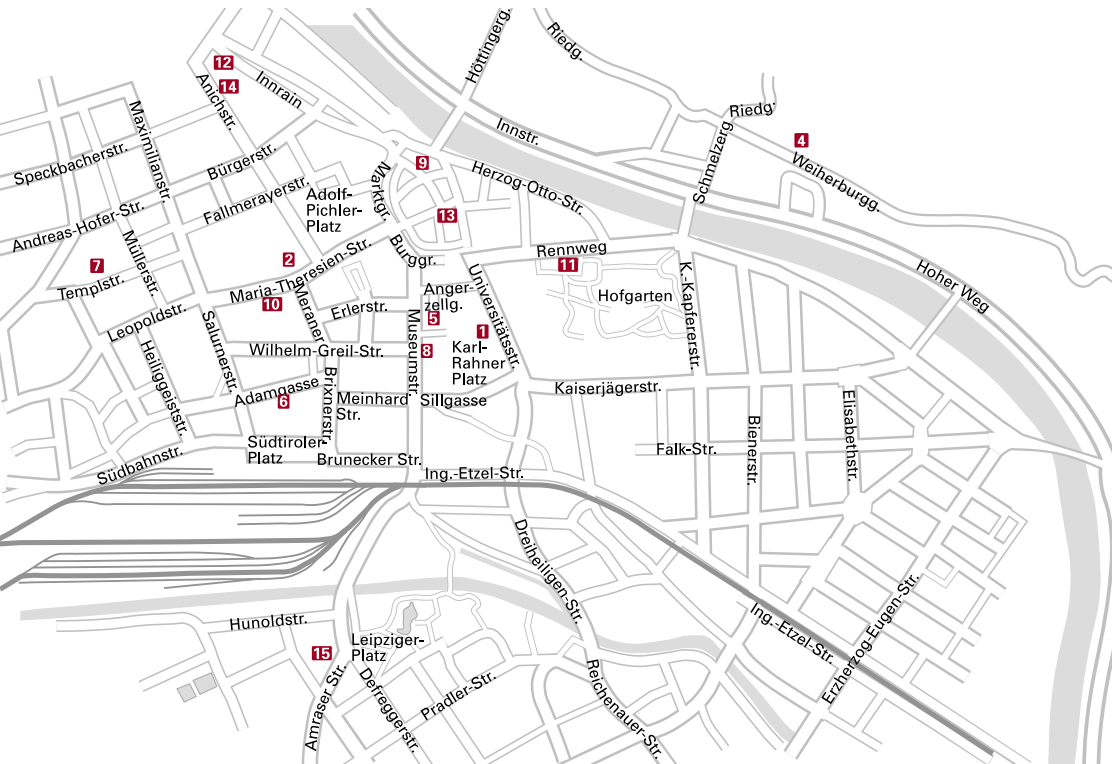 Riedg.
Höttingerg.
12
14
Anichstr.
Innrain
Maximilianstr.
Innstr.
Schmelzerg
Riedg.
4
Weiherburgg.
Speckbacherstr.
Bürgerstr.
9
Marktgr.
Herzog-Otto-Str.
Fallmerayerstr.
Adolf-
Pichler-
Platz
13
Andreas-Hofer-Str.
Müllerstr.
7
Templstr.
2
Maria-Theresien-Str.
10
Burggr.
Rennweg
11
Hofgarten
Hoher Weg
K.-Kapfererstr.
Universitätsstr.
Anger-
zellg.
5
1
Karl-
Rahner
Platz
Meraner
Erlerstr.
Museumstr.
8
Leopoldstr.
Salurnerstr.
Heiliggeiststr.
Wilhelm-Greil-Str.
Adamgasse
6
Brixnerstr.
Meinhard
Str.
Sillgasse
Kaiserjägerstr.
Elisabethstr.
Bienerstr.
Falk-Str.
Südtiroler-
Platz
Brunecker Str.
Südbahnstr.
Ing.-Etzel-Str.
Dreiheiligen-Str.
Ing.-Etzel-Str.
Erzherzog-Eugen-Str.
Hunoldstr.
15
Leipziger-
Platz
Amraser Str.
Defreggerstr.
Pradler-Str.
Reichenauer-Str.